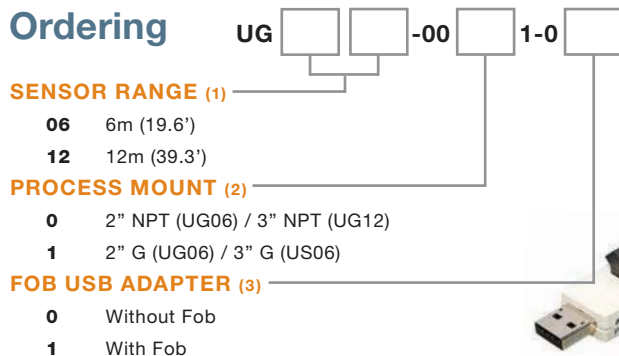 Ordering
UG -00 1-0
SENSOR RANGE (1)
06 6m (19.6’)
12 12m (39.3’)
PROCESS MOUNT (2)
0 2” NPT (UG06) / 3” NPT (UG12)
1 2” G (UG06) / 3” G (US06)
FOB USB ADAPTER (3)
0 Without Fob
1 With Fob